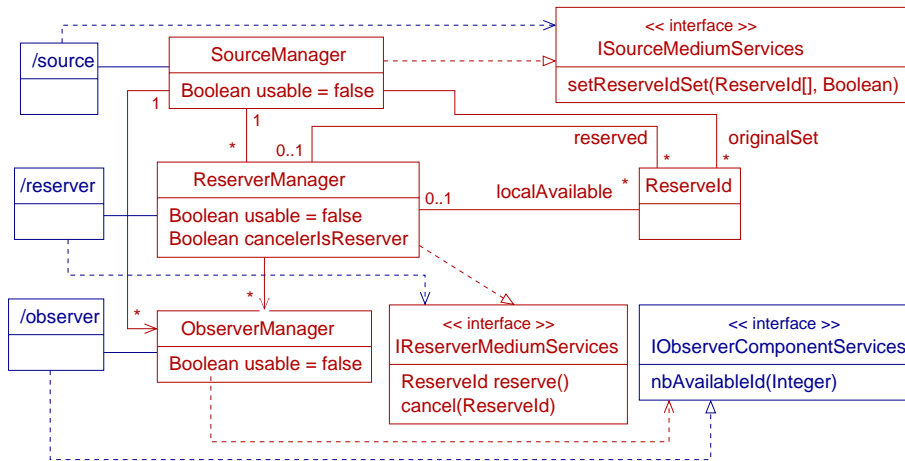 << interface >>
ISourceMediumServices
setReserveIdSet(ReserveId[], Boolean)
/source
SourceManager
Boolean usable = false
1
1
*
0..1
reserved
*
originalSet
*
/reserver
ReserverManager
Boolean usable = false
Boolean cancelerIsReserver
0..1
localAvailable
*
ReserveId
*
*
/observer
ObserverManager
Boolean usable = false
<< interface >>
IReserverMediumServices
ReserveId reserve()
cancel(ReserveId)
<< interface >>
IObserverComponentServices
nbAvailableId(Integer)